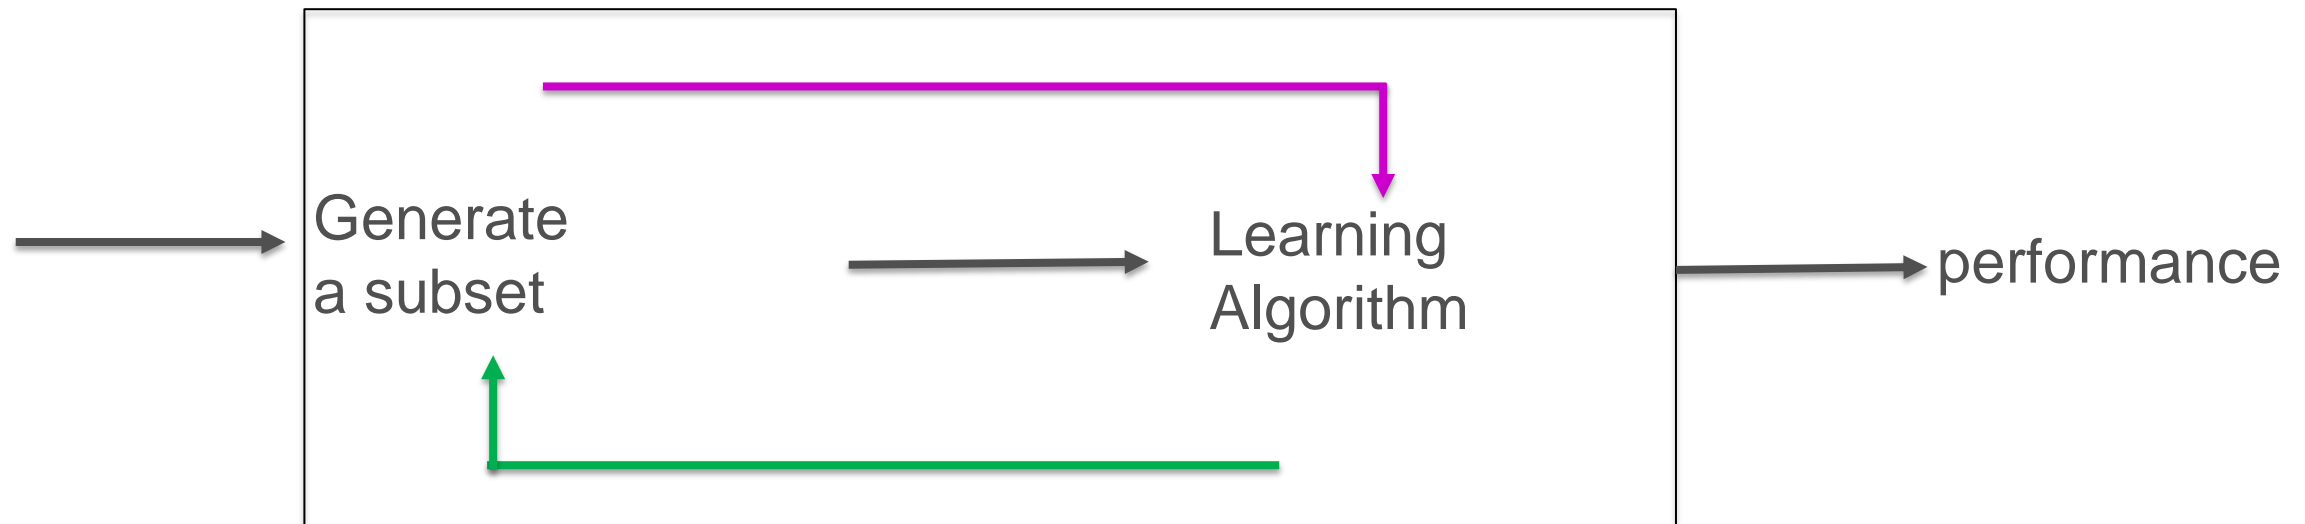 Generate
a subset
Learning
Algorithm
performance